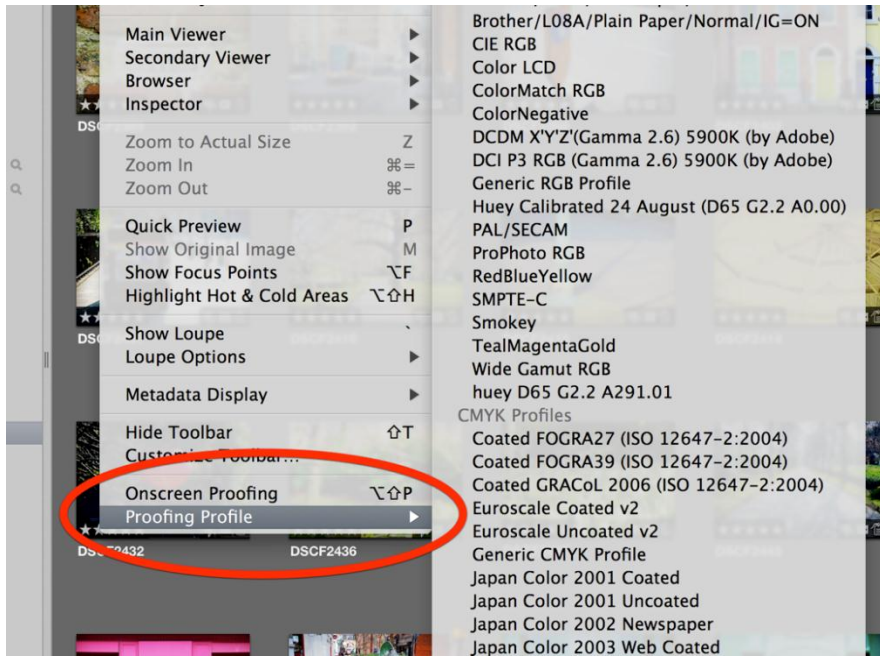 Main Viewer
Secondary Viewer
Browser
Inspector
Zoom to Actual Size Z
Zoom In ⌘=
Zoom Out ⌘-
Quick Preview P
Show Original Image M
Show Focus Points ⌥F
Highlight Hot & Cold Areas ⌥⇧H
Show Loupe `
Loupe Options
Metadata Display
Hide Toolbar ⇧T
Customize Toolbar...
Onscreen Proofing ⌥⇧P
Proofing Profile
DSCF2432
DSCF2436
Brother/L08A/Plain Paper/Normal/IG=ON
CIE RGB
Color LCD
ColorMatch RGB
ColorNegative
DCDM X'Y'Z'(Gamma 2.6) 5900K (by Adobe)
DCI P3 RGB (Gamma 2.6) 5900K (by Adobe)
Generic RGB Profile
Huey Calibrated 24 August (D65 G2.2 A0.00)
PAL/SECAM
ProPhoto RGB
RedBlueYellow
SMPTE-C
Smokey
TealMagentaGold
Wide Gamut RGB
huey D65 G2.2 A291.01
CMYK Profiles
Coated FOGRA27 (ISO 12647-2:2004)
Coated FOGRA39 (ISO 12647-2:2004)
Coated GRACoL 2006 (ISO 12647-2:2004)
Euroscale Coated v2
Euroscale Uncoated v2
Generic CMYK Profile
Japan Color 2001 Coated
Japan Color 2001 Uncoated
Japan Color 2002 Newspaper
Japan Color 2003 Web Coated